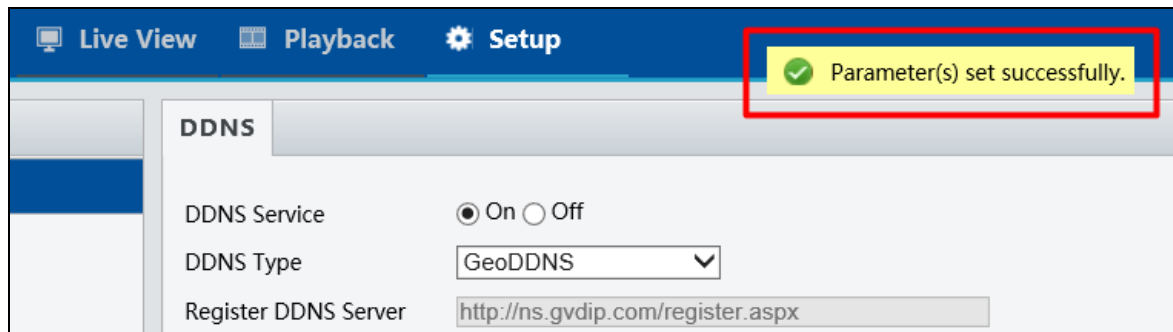 Live View Playback Setup
Parameter(s) set successfully.
DDNS
DDNS Service On Off
DDNS Type GeoDDNS
Register DDNS Server http://ns.gvdip.com/register.aspx